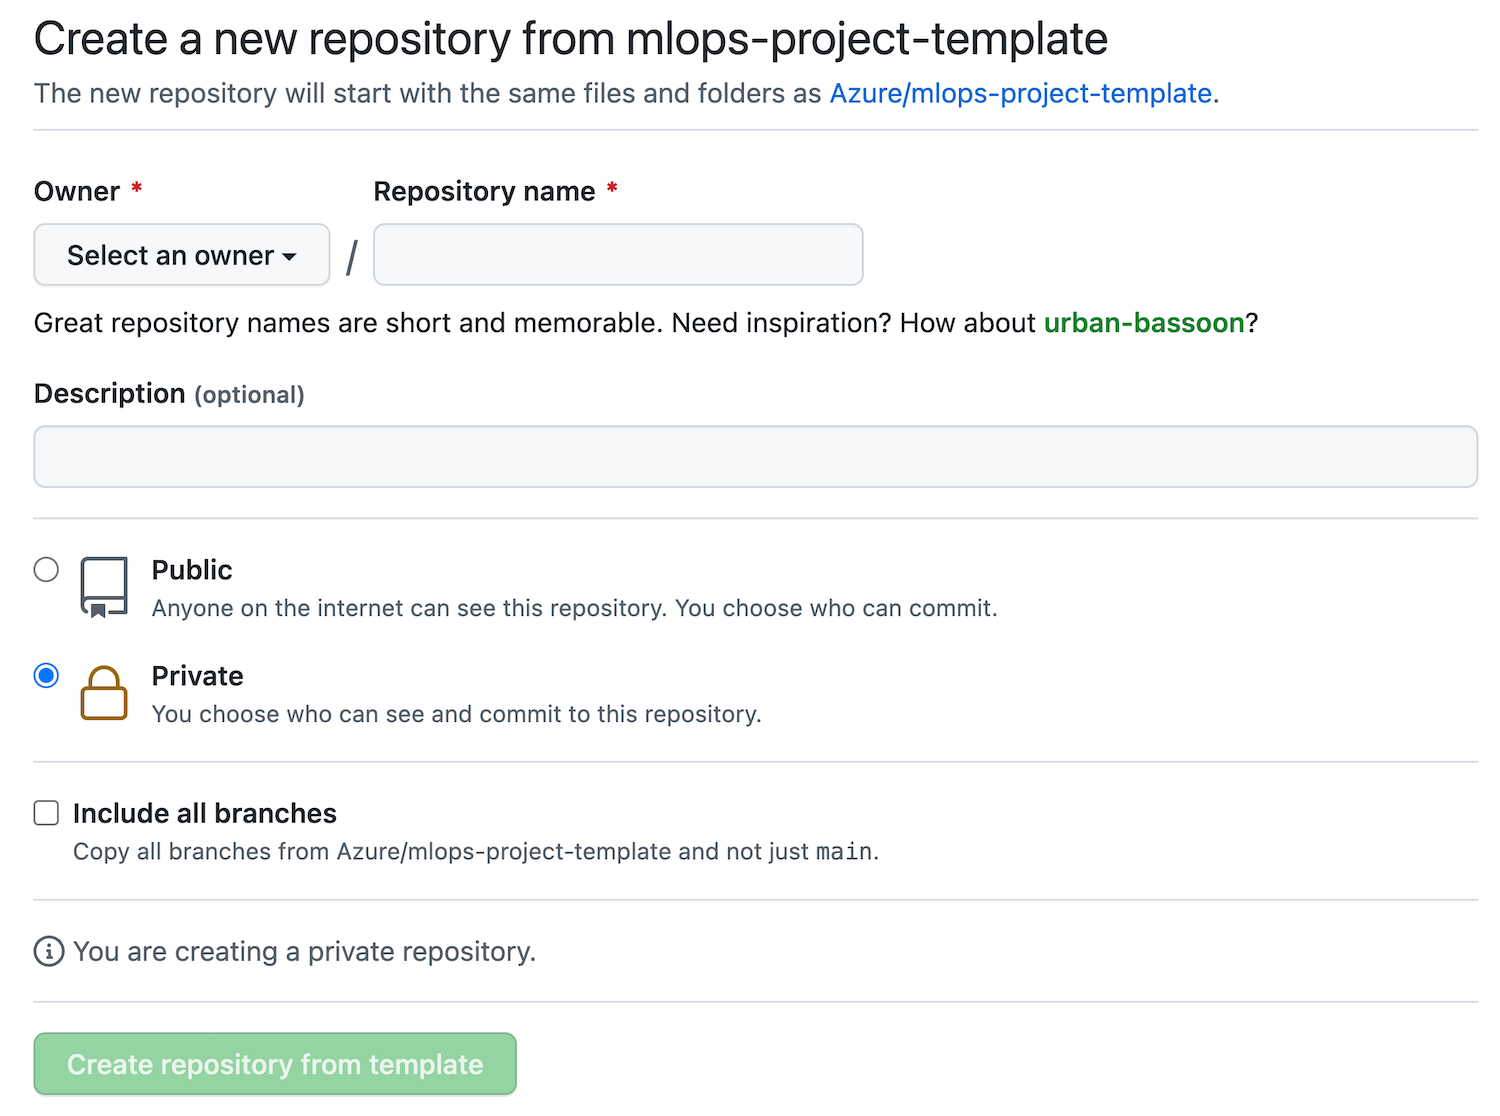 Create a new repository from mlops-project-template
The new repository will start with the same files and folders as Azure/mlops-project-template.
Owner * Repository name *
Select an owner /
Great repository names are short and memorable. Need inspiration? How about urban-bassoon?
Description (optional)
Public
Anyone on the internet can see this repository. You choose who can commit.
Private
You choose who can see and commit to this repository.
Include all branches
Copy all branches from Azure/mlops-project-template and not just main.
You are creating a private repository.
Create repository from template